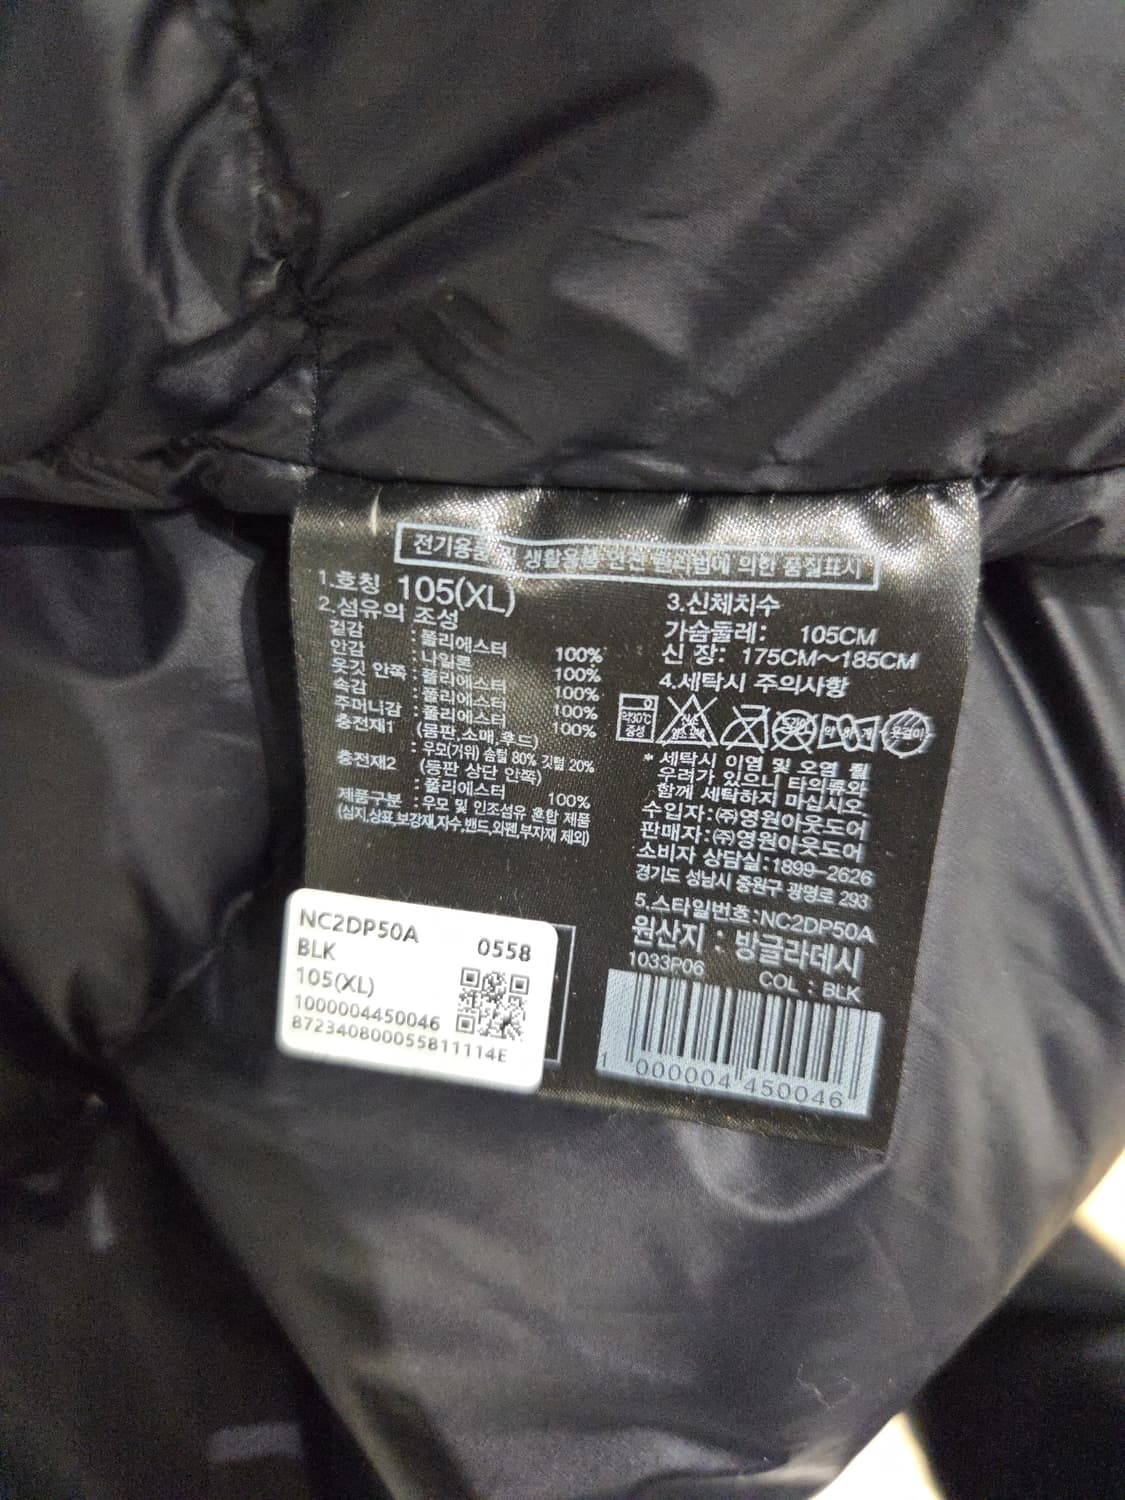 전기용품 및 생활용품 안전 관리법에 의한 품질표시
1.호칭 105(XL)
2.섬유의 조성
겉감 : 폴리에스터 100%
안감 : 나일론 100%
옷깃 안쪽 : 폴리에스터 100%
속감 : 폴리에스터 100%
주머니감 : 폴리에스터 100%
충전재1 (몸판,소매,후드)
: 우모(거위) 솜털 80% 깃털 20%
충전재2 (등판 상단 안쪽)
: 폴리에스터 100%
제품구분 : 우모 및 인조섬유 혼합 제품
(심지,상표,보강재,자수,밴드,와펜,부자재 제외)
3.신체치수
가슴둘레: 105CM
신 장: 175CM~185CM
4.세탁시 주의사항
약30℃
중성
염소
표백
드라이
약 하 게
옷걸이
* 세탁시 이염 및 오염 될
우려가 있으니 타의류와
함께 세탁하지 마십시오.
수입자:㈜영원아웃도어
판매자:㈜영원아웃도어
소비자 상담실:1899-2626
경기도 성남시 중원구 광명로 293
5.스타일번호:NC2DP50A
원산지 : 방글라데시
1033P06 COL : BLK
1 000004 450046
NC2DP50A 0558
BLK
105(XL)
1000004450046
872340800055811114E